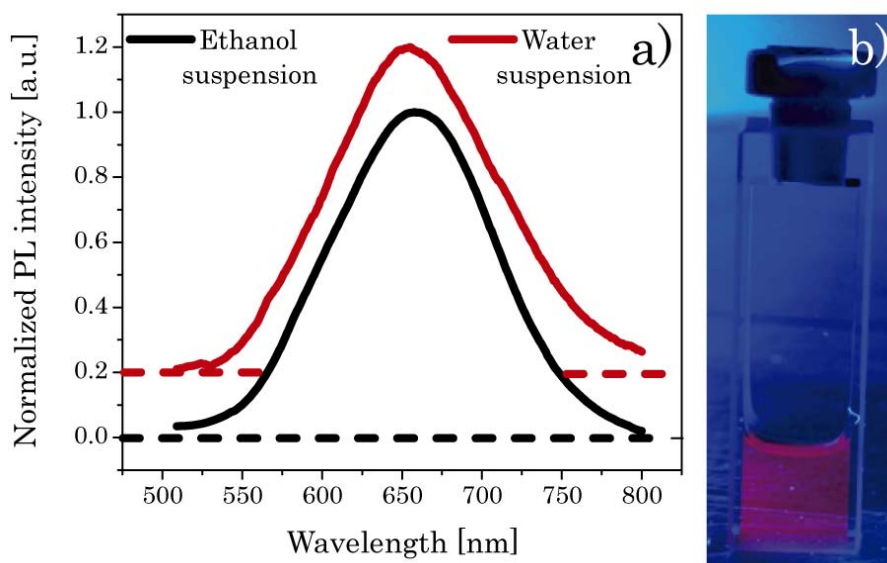 Normalized PL intensity [a.u.]
1.2
1.0
0.8
0.6
0.4
0.2
0.0
Ethanol
suspension
Water
suspension
a)
500
550
600
650
700
750
800
Wavelength [nm]
b)